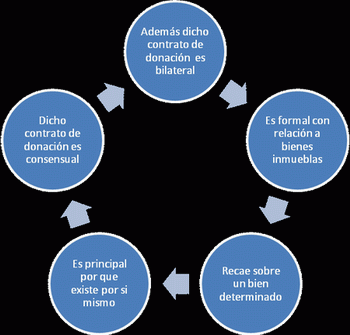 Además dicho
contrato de
donación es
bilateral
Es formal con
relación a
bienes
inmueblas
Recae sobre
un bien
determinado
Es principal
por que
existe por si
mismo
Dicho
contrato de
donación es
consensual